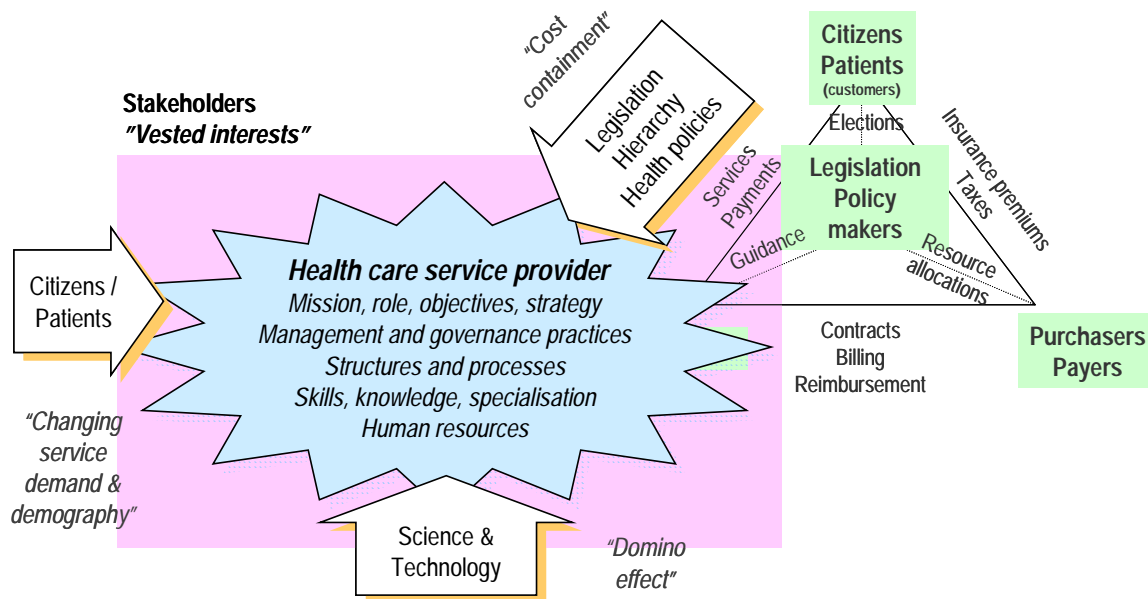 Stakeholders
"Vested interests"
"Cost
containment"
Legislation
Hierarchy
Health policies
Citizens
Patients
(customers)
Elections
Legislation
Policy
makers
Services
Payments
Insurance premiums
Taxes
Guidance
Resource
allocations
Contracts
Billing
Reimbursement
Purchasers
Payers
Citizens /
Patients
Health care service provider
Mission, role, objectives, strategy
Management and governance practices
Structures and processes
Skills, knowledge, specialisation
Human resources
"Changing
service
demand &
demography"
Science &
Technology
"Domino
effect"